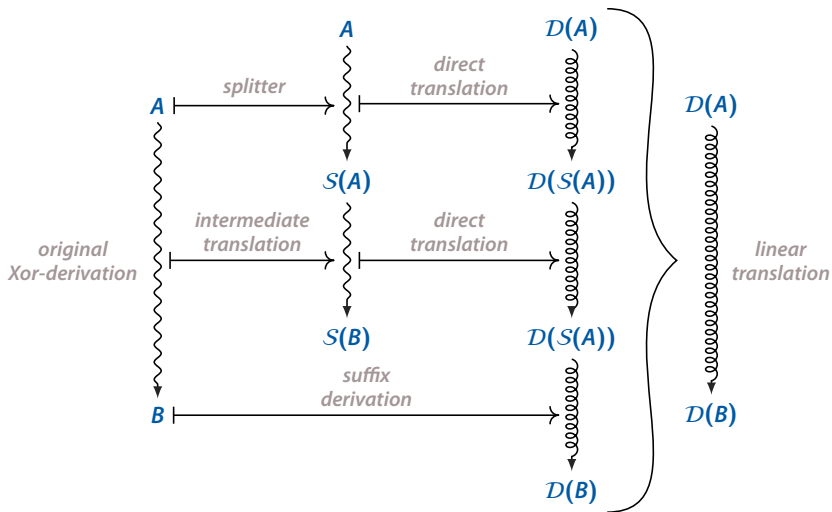 A
D(A)
direct
translation
splitter
A
D(A)
S(A)
D(S(A))
intermediate
translation
direct
translation
original
Xor-derivation
linear
translation
S(B)
D(S(A))
suffix
derivation
B
D(B)
D(B)